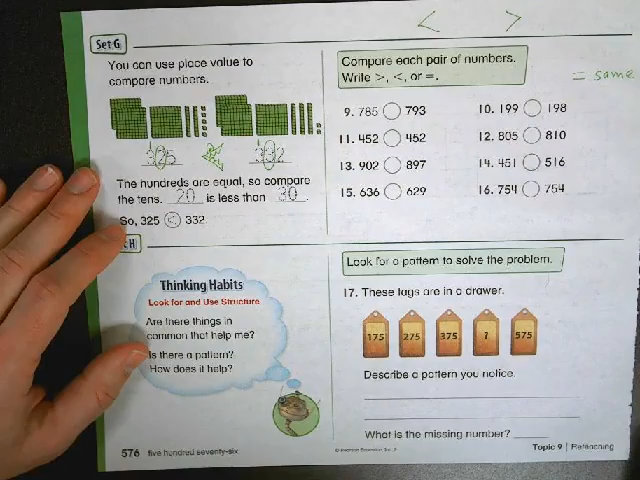 < >
= same
Set G
You can use place value to
compare numbers.
325 332
The hundreds are equal, so compare
the tens. 20 is less than 30.
So, 325 < 332.
Compare each pair of numbers.
Write >, <, or =.
9. 785 793
10. 199 198
11. 452 452
12. 805 810
13. 902 897
14. 451 516
15. 636 629
16. 754 754
H
Thinking Habits
Look for and Use Structure
Are there things in
common that help me?
Is there a pattern?
How does it help?
Look for a pattern to solve the problem.
17. These tags are in a drawer.
175 275 375 ? 575
Describe a pattern you notice.
What is the missing number?
576 five hundred seventy-six
Topic 9 | Reteaching